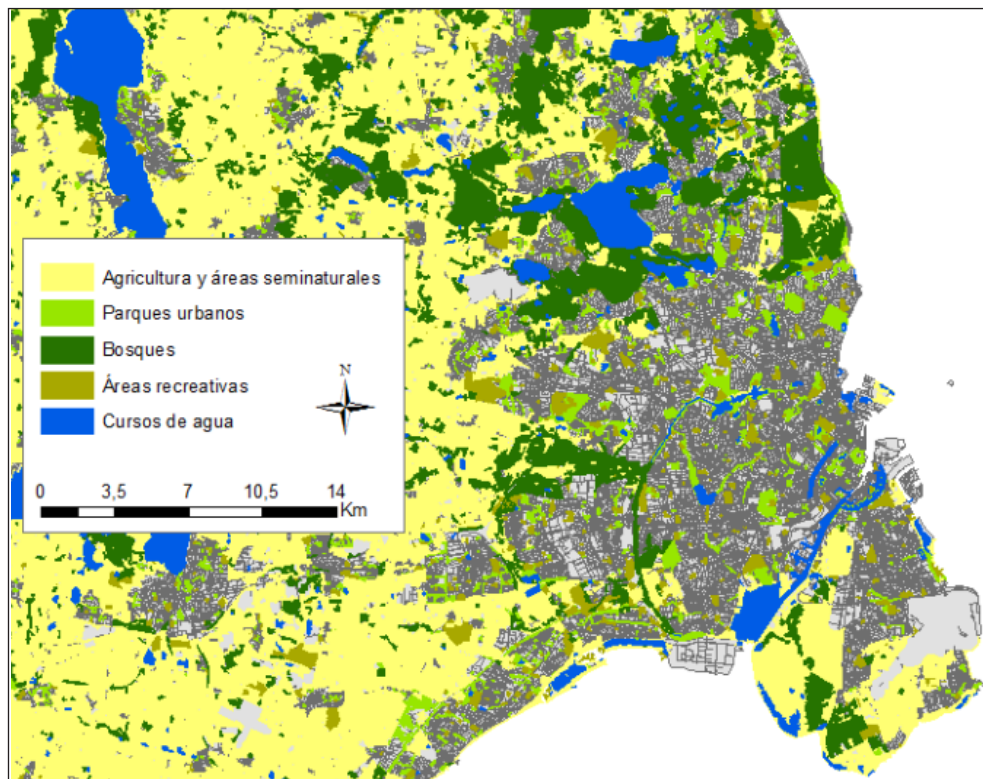 Agricultura y áreas seminaturales
Parques urbanos
Bosques
Áreas recreativas
Cursos de agua
N
0 3,5 7 10,5 14
Km